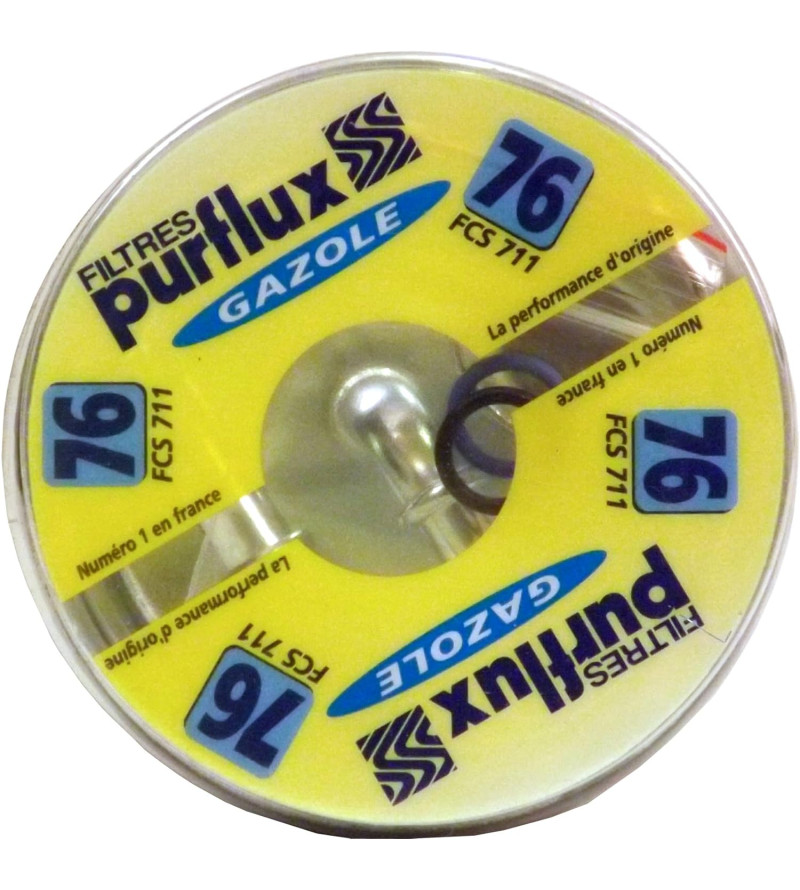 FILTRES
purflux
GAZOLE
76
FCS 711
La performance d'origine
Numéro 1 en france
76
FCS 711
76
FCS 711
Numéro 1 en france
La performance d'origine
76
FCS 711
FILTRES
purflux
GAZOLE